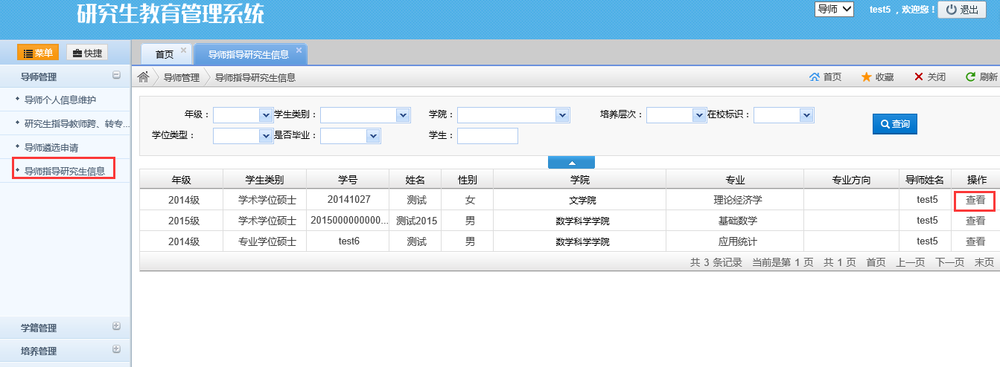 研究生教育管理系统
导师 test5 ，欢迎您！ 退出
菜单 快捷
首页 导师指导研究生信息
导师管理
导师管理 导师指导研究生信息 首页 收藏 关闭 刷新
导师个人信息维护
研究生指导教师跨、转专...
导师遴选申请
导师指导研究生信息
年级： 学生类别： 学院： 培养层次： 在校标识：
查询
学位类型： 是否毕业： 学生：
年级 学生类别 学号 姓名 性别 学院 专业 专业方向 导师姓名 操作
2014级 学术学位硕士 20141027 测试 女 文学院 理论经济学 test5 查看
2015级 学术学位硕士 2015000000000... 测试2015 男 数学科学学院 基础数学 test5 查看
2014级 专业学位硕士 test6 测试 男 数学科学学院 应用统计 test5 查看
共 3 条记录 当前是第 1 页 共 1 页 首页 上一页 下一页 末页
学籍管理
培养管理